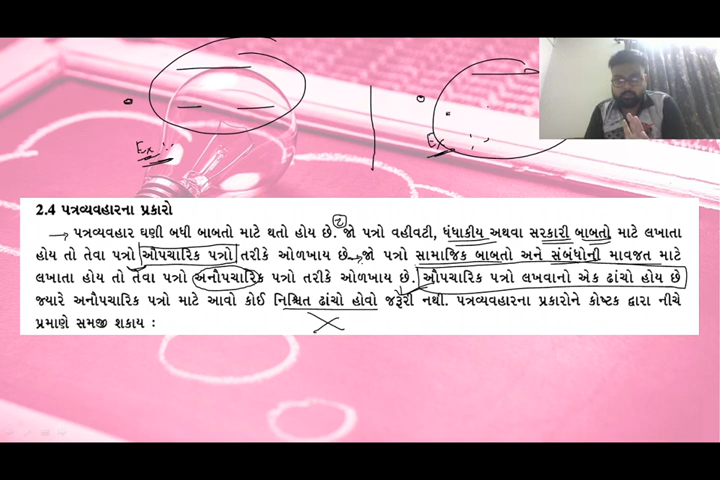 Ex :-
Ex :-
2.4 પત્રવ્યવહારના પ્રકારો
→ પત્રવ્યવહાર ઘણી બધી બાબતો માટે થતો હોય છે. જો પત્રો વહીવટી, ધંધાકીય અથવા સરકારી બાબતો માટે લખાતા
હોય તો તેવા પત્રો ઔપચારિક પત્રો તરીકે ઓળખાય છે. જો પત્રો સામાજિક બાબતો અને સંબંધોની માવજત માટે
લખાતા હોય તો તેવા પત્રો અનૌપચારિક પત્રો તરીકે ઓળખાય છે. ઔપચારિક પત્રો લખવાનો એક ઢાંચો હોય છે
જ્યારે અનૌપચારિક પત્રો માટે આવો કોઈ નિશ્ચિત ઢાંચો હોવો જરૂરી નથી. પત્રવ્યવહારના પ્રકારોને કોષ્ટક દ્વારા નીચે
પ્રમાણે સમજી શકાય :